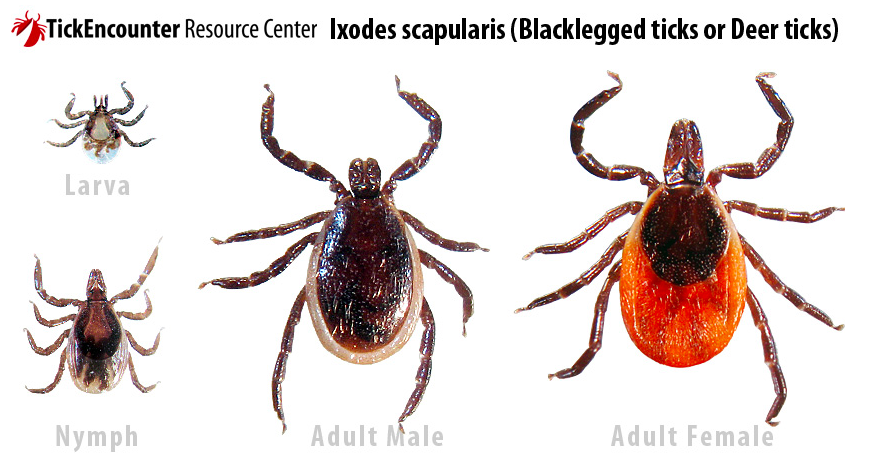 TickEncounter Resource Center Ixodes scapularis (Blacklegged ticks or Deer ticks)
Larva
Nymph Adult Male Adult Female